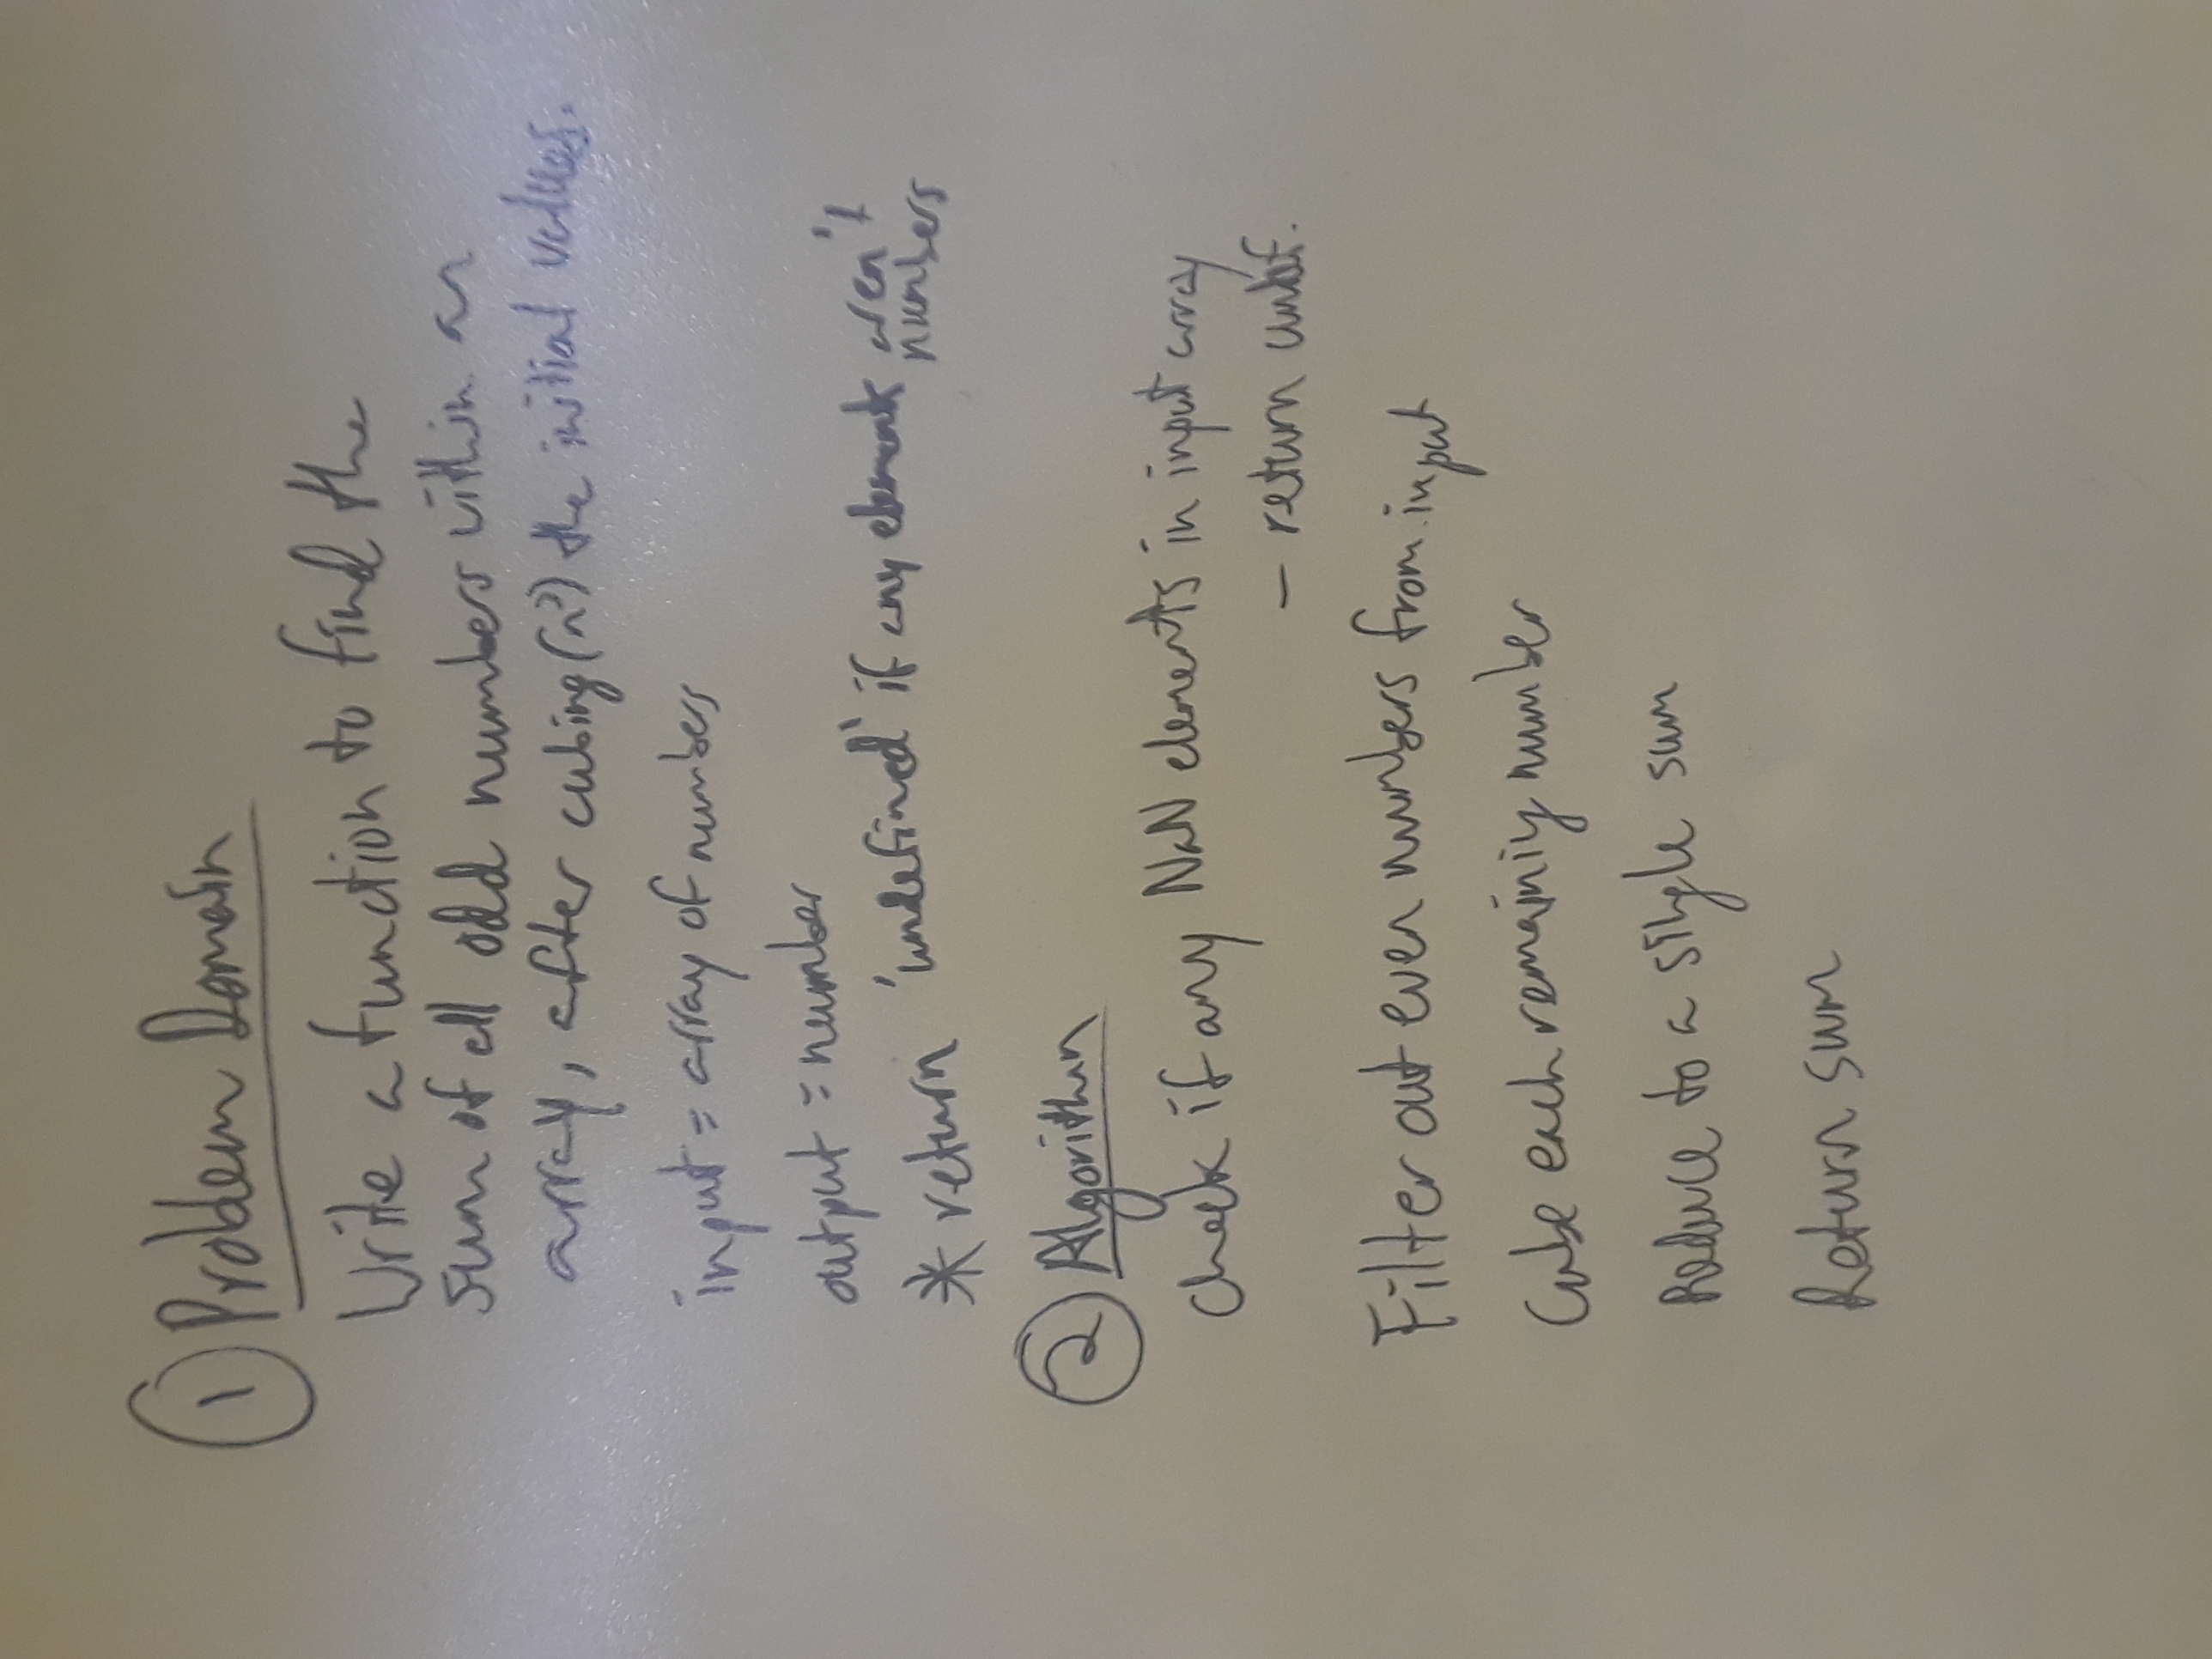 ① Problem Domain
Write a function to find the
sum of all odd numbers within an
array, after cubing (n³) the initial values.
input = array of numbers
output = number
* return 'undefined' if any elements aren't
numbers
② Algorithm
Check if any NaN elements in input array
— return undef.
Filter out even numbers from input
Cube each remaining number
Reduce to a single sum
Return sum